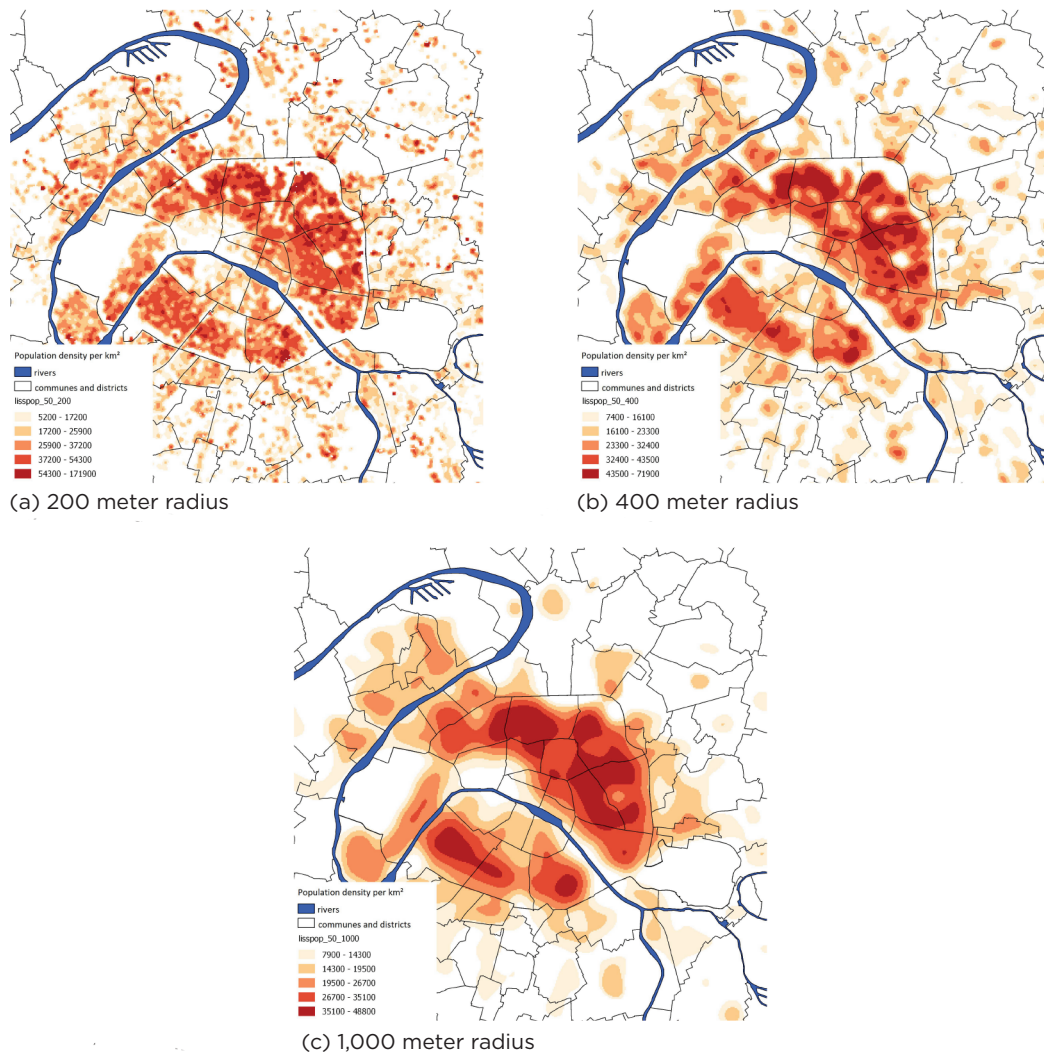 Population density per km²
rivers
communes and districts
lisspop_50_200
5200 - 17200
17200 - 25900
25900 - 37200
37200 - 54300
54300 - 171900
(a) 200 meter radius
Population density per km²
rivers
communes and districts
lisspop_50_400
7400 - 16100
16100 - 23300
23300 - 32400
32400 - 43500
43500 - 71900
(b) 400 meter radius
Population density per km²
rivers
communes and districts
lisspop_50_1000
7900 - 14300
14300 - 19500
19500 - 26700
26700 - 35100
35100 - 48800
(c) 1,000 meter radius